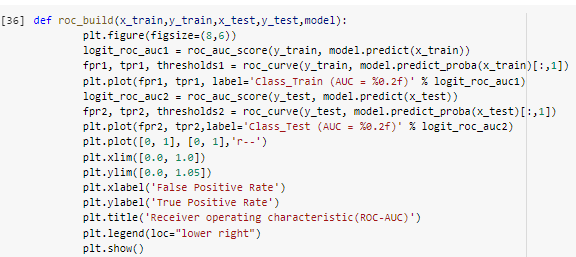 [36] def roc_build(x_train,y_train,x_test,y_test,model):
plt.figure(figsize=(8,6))
logit_roc_auc1 = roc_auc_score(y_train, model.predict(x_train))
fpr1, tpr1, thresholds1 = roc_curve(y_train, model.predict_proba(x_train)[:,1])
plt.plot(fpr1, tpr1, label='Class_Train (AUC = %0.2f)' % logit_roc_auc1)
logit_roc_auc2 = roc_auc_score(y_test, model.predict(x_test))
fpr2, tpr2, thresholds2 = roc_curve(y_test, model.predict_proba(x_test)[:,1])
plt.plot(fpr2, tpr2,label='Class_Test (AUC = %0.2f)' % logit_roc_auc2)
plt.plot([0, 1], [0, 1],'r--')
plt.xlim([0.0, 1.0])
plt.ylim([0.0, 1.05])
plt.xlabel('False Positive Rate')
plt.ylabel('True Positive Rate')
plt.title('Receiver operating characteristic(ROC-AUC)')
plt.legend(loc="lower right")
plt.show()